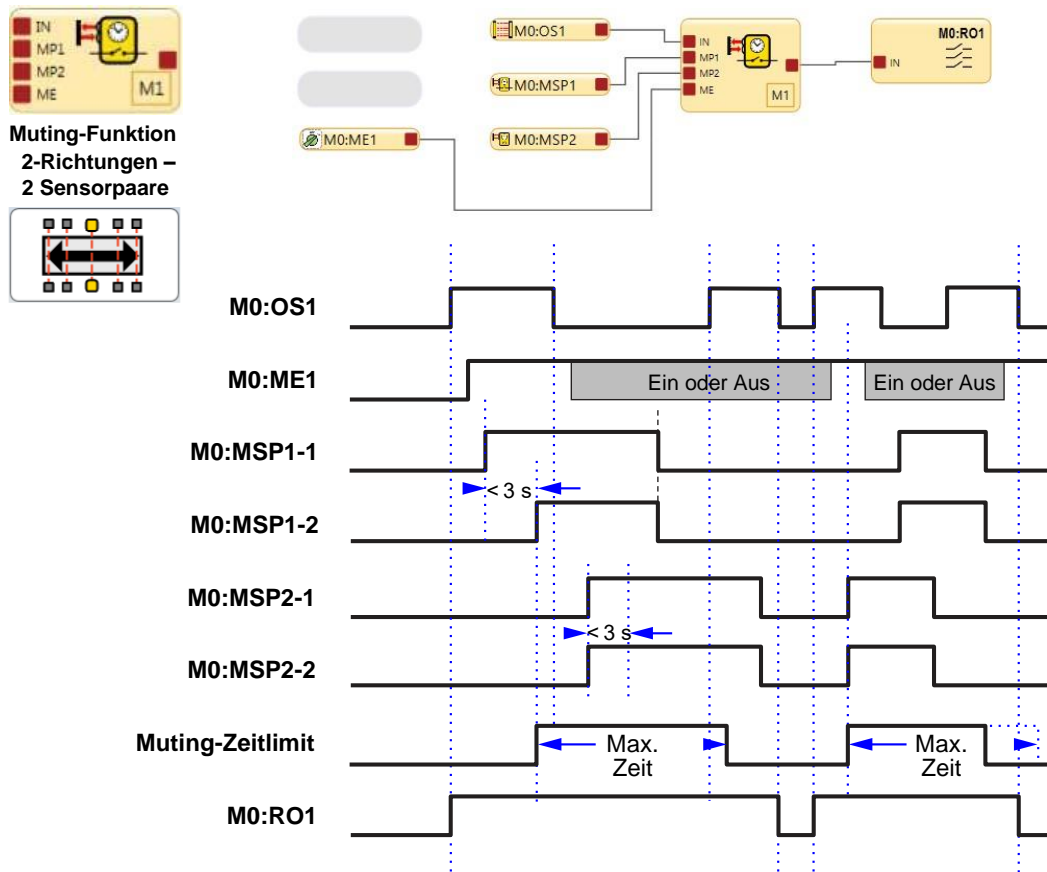 IN
MP1
MP2
ME
M1
Muting-Funktion
2-Richtungen –
2 Sensorpaare
M0:OS1
M0:MSP1
M0:ME1
M0:MSP2
IN
MP1
MP2
ME
M1
M0:RO1
IN
M0:OS1
M0:ME1
Ein oder Aus
Ein oder Aus
M0:MSP1-1
< 3 s
M0:MSP1-2
M0:MSP2-1
< 3 s
M0:MSP2-2
Muting-Zeitlimit
Max.
Zeit
Max.
Zeit
M0:RO1